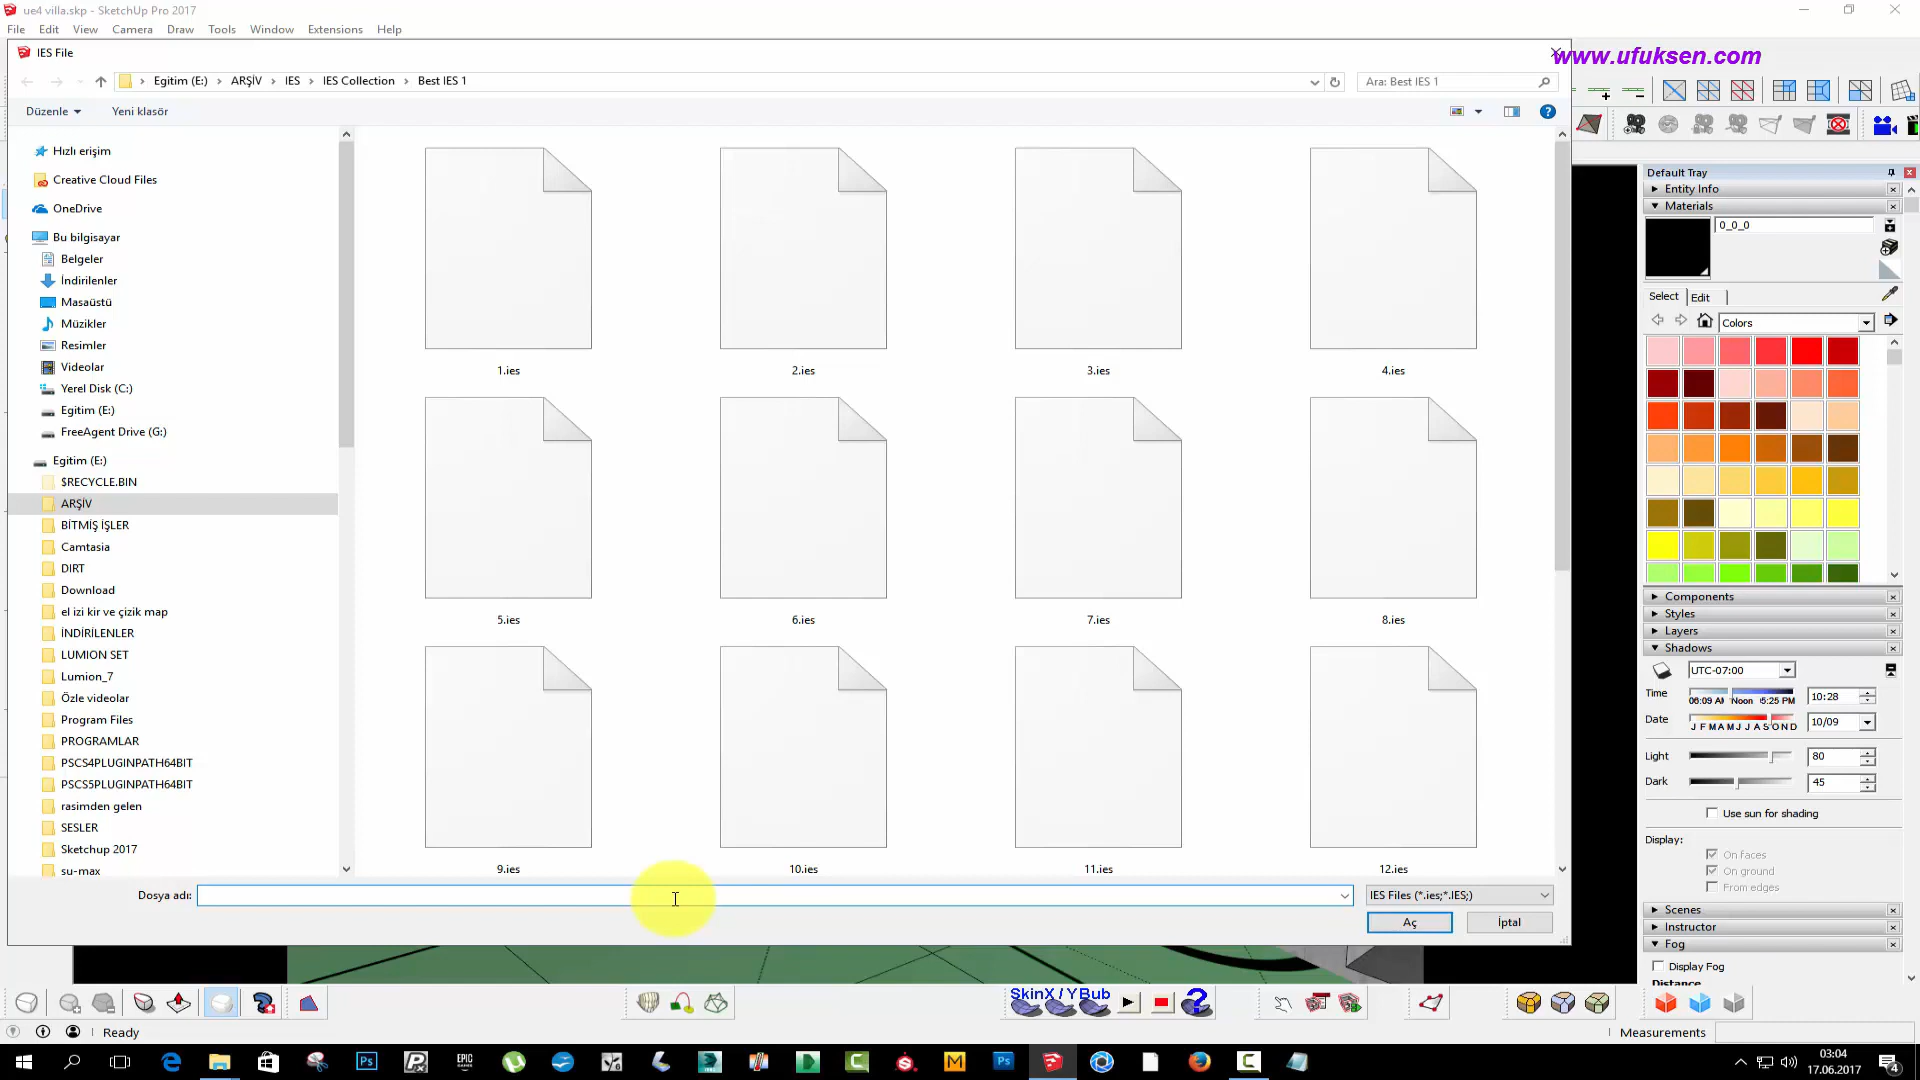 ue4 villa.skp - SketchUp Pro 2017
File Edit View Camera Draw Tools Window Extensions Help
IES File
www.ufuksen.com
Egitim (E:) ARŞİV IES IES Collection Best IES 1
Ara: Best IES 1
Düzenle Yeni klasör
Hızlı erişim
Creative Cloud Files
OneDrive
Bu bilgisayar
Belgeler
İndirilenler
Masaüstü
Müzikler
Resimler
Videolar
Yerel Disk (C:)
Egitim (E:)
FreeAgent Drive (G:)
Egitim (E:)
$RECYCLE.BIN
ARŞİV
BİTMİŞ İŞLER
Camtasia
DIRT
Download
el izi kir ve çizik map
İNDİRİLENLER
LUMION SET
Lumion_7
Özle videolar
Program Files
PROGRAMLAR
PSCS4PLUGINPATH64BIT
PSCS5PLUGINPATH64BIT
rasimden gelen
SESLER
Sketchup 2017
su-max
1.ies 2.ies 3.ies 4.ies
5.ies 6.ies 7.ies 8.ies
9.ies 10.ies 11.ies 12.ies
Dosya adı:
IES Files (*.ies;*.IES;)
Aç İptal
Default Tray
Entity Info
Materials
0_0_0
Select Edit
Colors
Components
Styles
Layers
Shadows
UTC-07:00
Time 10:28
06:09 AM Noon 05:25 PM
Date 10/09
J F M A M J J A S O N D
Light 80
Dark 45
Use sun for shading
Display:
On faces
On ground
From edges
Scenes
Instructor
Fog
Display Fog
Distance
SkinX / YBub
Ready
Measurements
03:04
17.06.2017
4